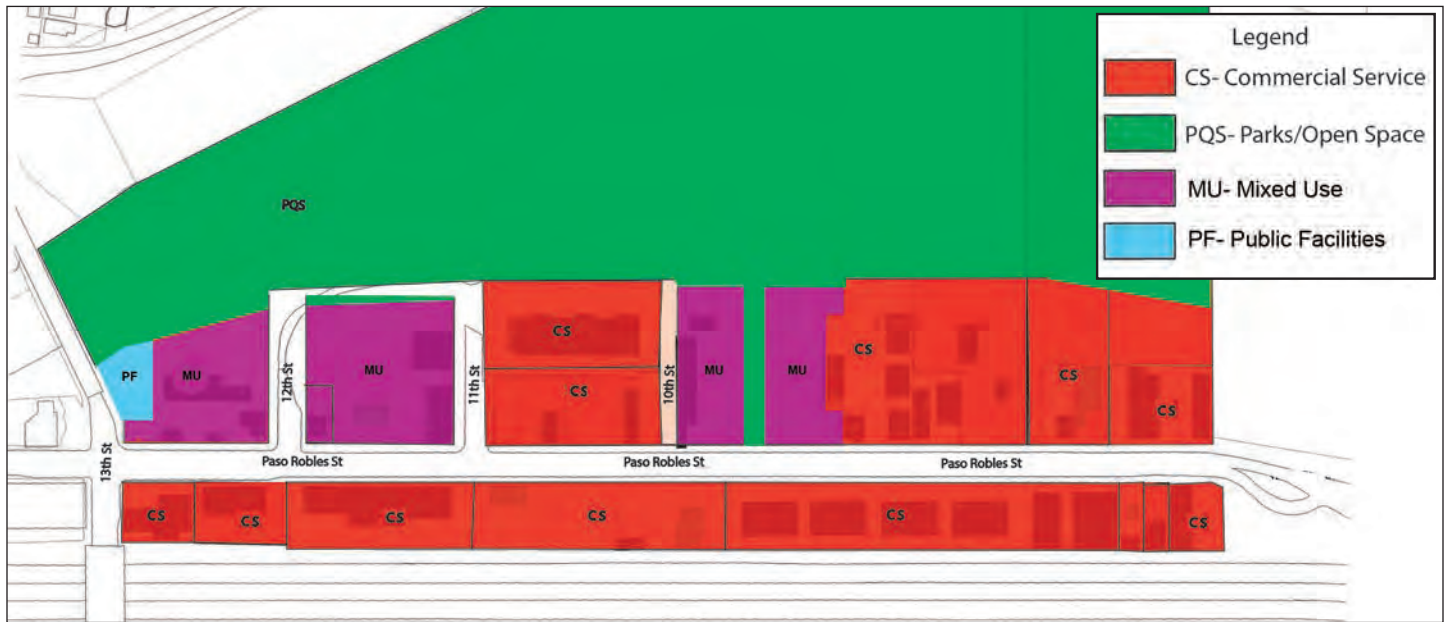 Legend
CS- Commercial Service
PQS- Parks/Open Space
MU- Mixed Use
PF- Public Facilities
PQS
CS
PF
MU
12th St
MU
11th St
CS
10th St
MU
MU
CS
CS
CS
13th St
Paso Robles St
Paso Robles St
Paso Robles St
CS
CS
CS
CS
CS
CS